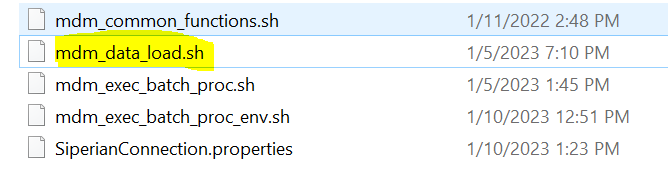 mdm_common_functions.sh 1/11/2022 2:48 PM
mdm_data_load.sh 1/5/2023 7:10 PM
mdm_exec_batch_proc.sh 1/5/2023 1:45 PM
mdm_exec_batch_proc_env.sh 1/10/2023 12:51 PM
SiperianConnection.properties 1/10/2023 1:23 PM